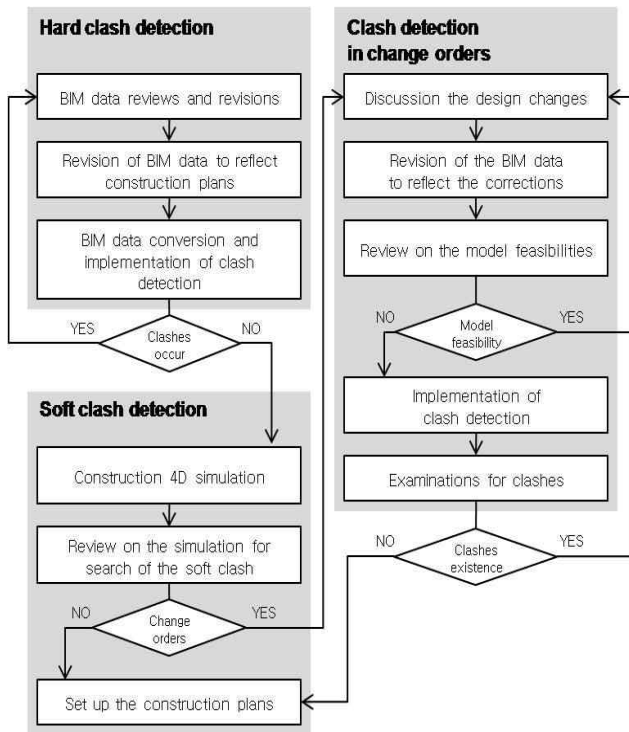 Hard clash detection
BIM data reviews and revisions
Revision of BIM data to reflect
construction plans
BIM data conversion and
implementation of clash
detection
YES
NO
Clashes
occur
Soft clash detection
Construction 4D simulation
Review on the simulation for
search of the soft clash
NO
YES
Change
orders
Set up the construction plans
Clash detection
in change orders
Discussion the design changes
Revision of the BIM data
to reflect the corrections
Review on the model feasibilities
NO
YES
Model
feasibility
Implementation of
clash detection
Examinations for clashes
NO
YES
Clashes
existence